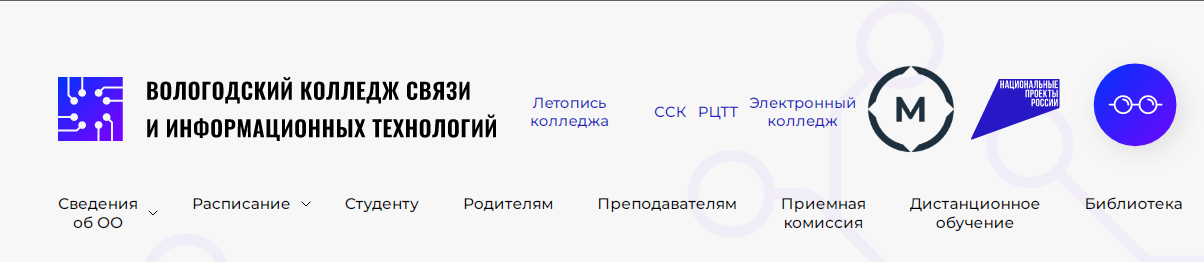 ВОЛОГОДСКИЙ КОЛЛЕДЖ СВЯЗИ
И ИНФОРМАЦИОННЫХ ТЕХНОЛОГИЙ
Летопись
колледжа
ССК
РЦТТ
Электронный
колледж
М
НАЦИОНАЛЬНЫЕ
ПРОЕКТЫ
РОССИИ
Сведения
об ОО
Расписание
Студенту
Родителям
Преподавателям
Приемная
комиссия
Дистанционное
обучение
Библиотека